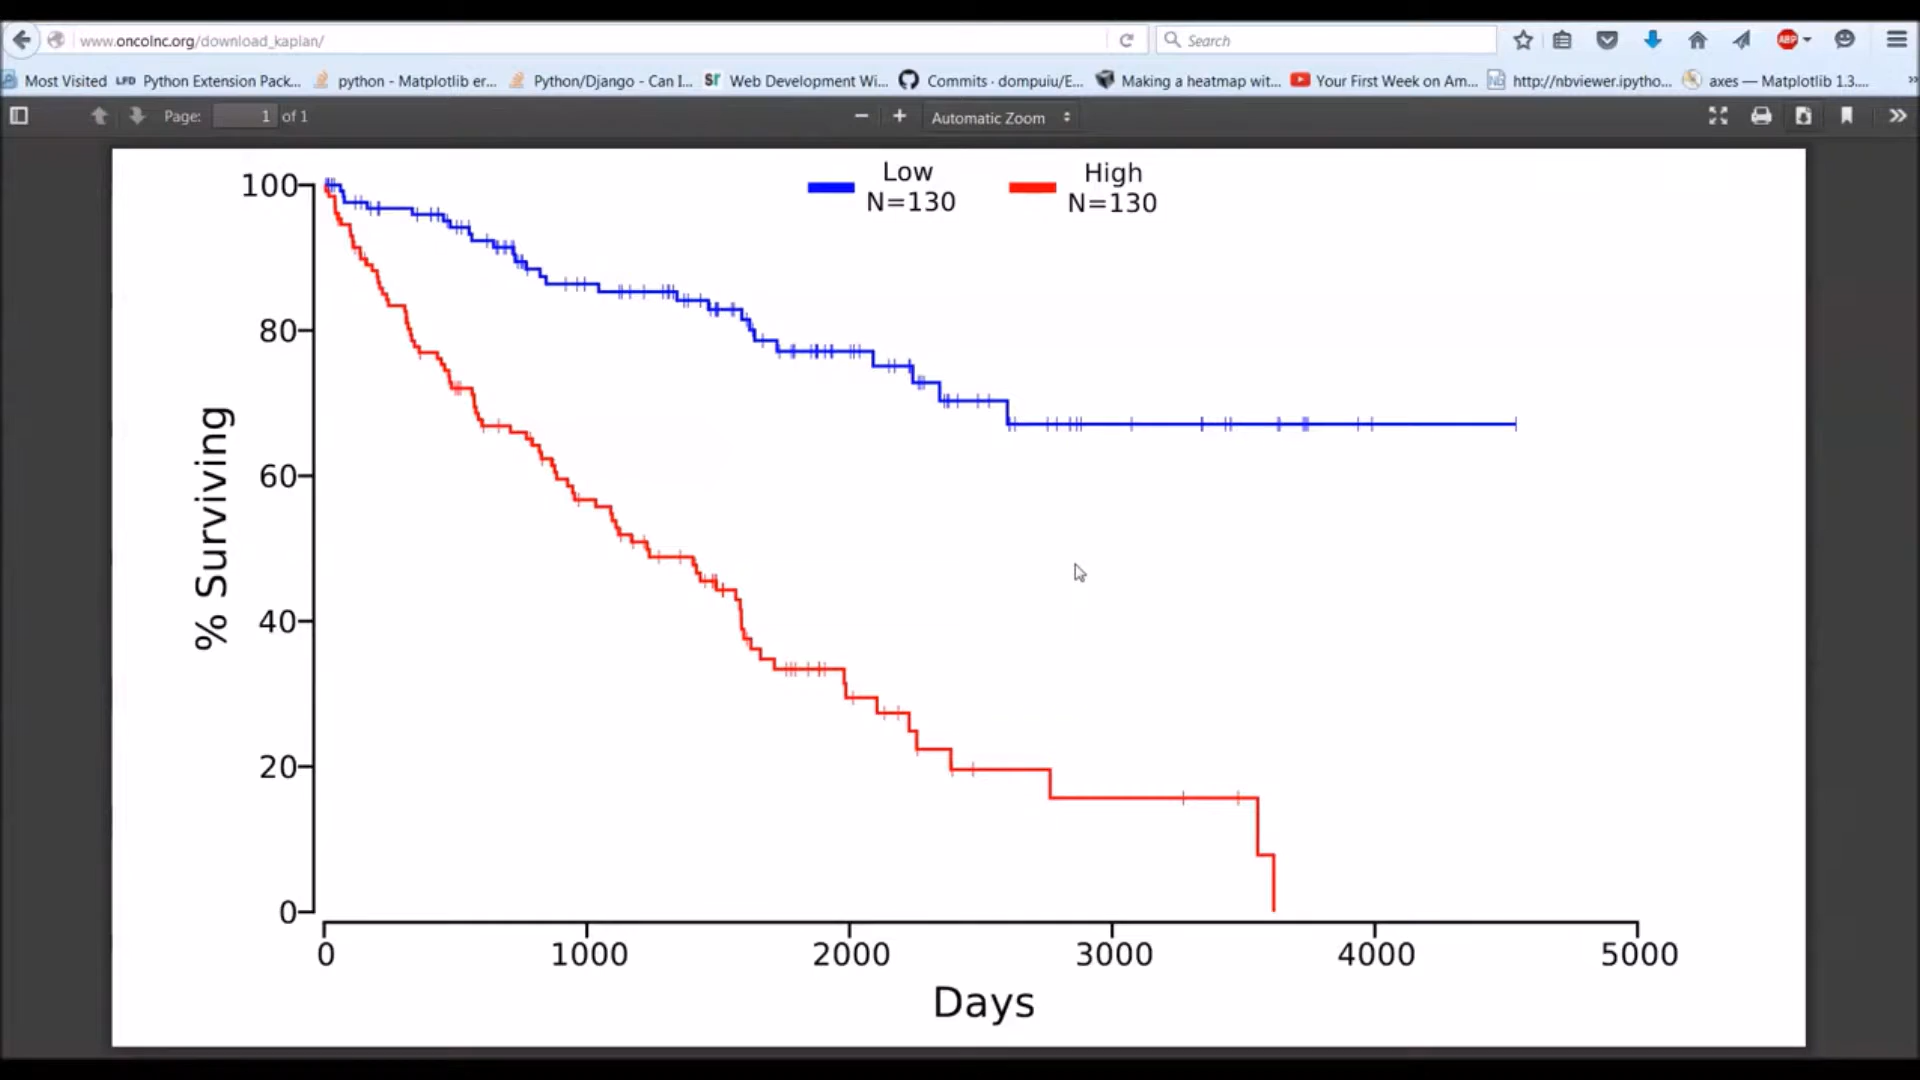 www.oncolnc.org/download_kaplan/
Search
Most Visited
LFD Python Extension Pack...
python - Matplotlib er...
Python/Django - Can I...
Sr Web Development Wi...
Commits · dompuiu/E...
Making a heatmap wit...
Your First Week on Am...
http://nbviewer.ipytho...
axes — Matplotlib 1.3....
ABP
Page: 1 of 1
Automatic Zoom
Low
N=130
High
N=130
100
80
60
40
20
0
% Surviving
0 1000 2000 3000 4000 5000
Days